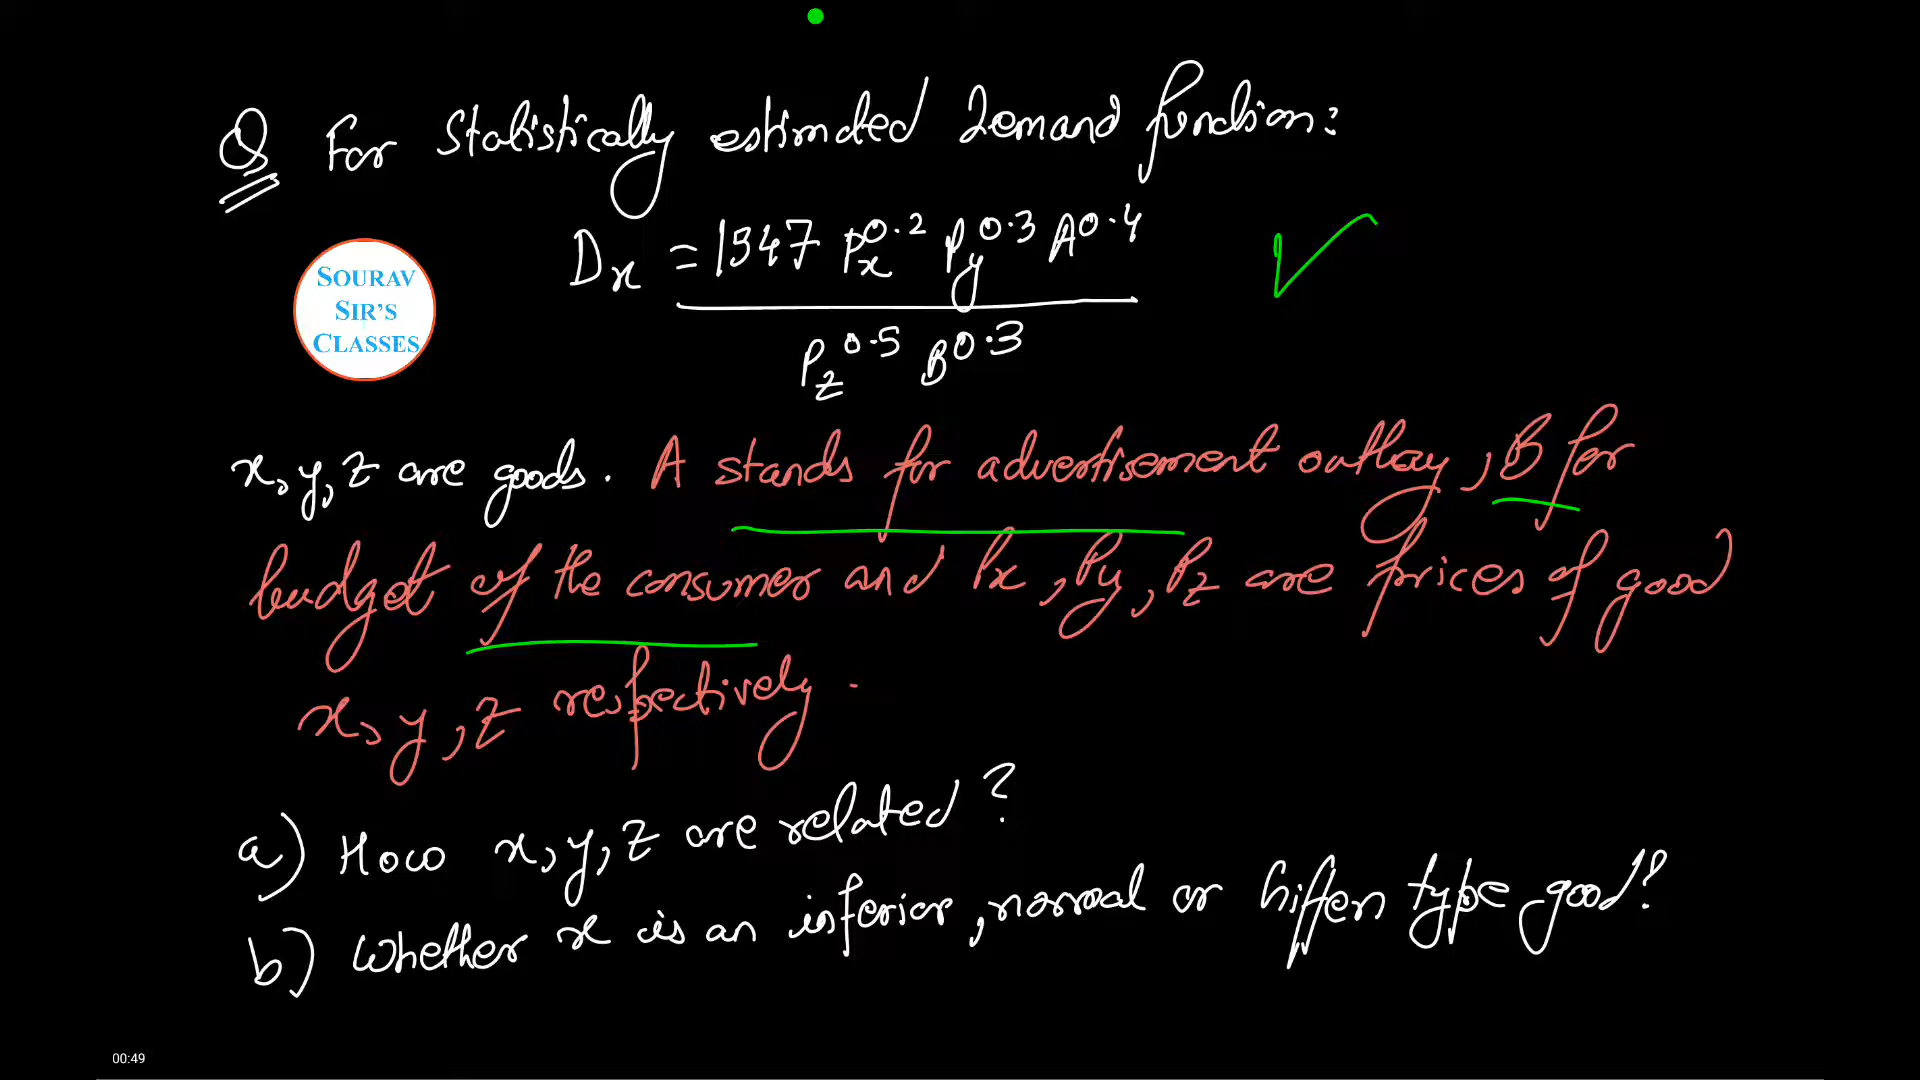 Q For Statistically estimated Demand function:
Dx = 1547 Px^0.2 Py^0.3 A^0.4
Pz^0.5 B^0.3
SOURAV
SIR'S
CLASSES
x, y, z are goods. A stands for advertisement outlay, B for
budget of the consumer and Px, Py, Pz are prices of good
x, y, z respectively.
a) How x, y, z are related?
b) Whether x is an inferior, normal or Giffen type good?
00:49